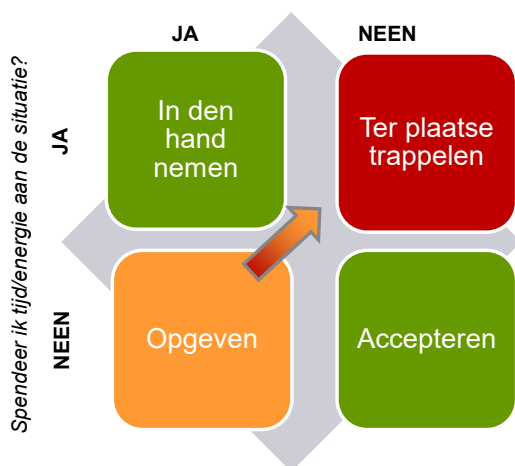 JA
NEEN
Spendeer ik tijd/energie aan de situatie?
JA
In den
hand
nemen
Ter plaatse
trappelen
NEEN
Opgeven
Accepteren